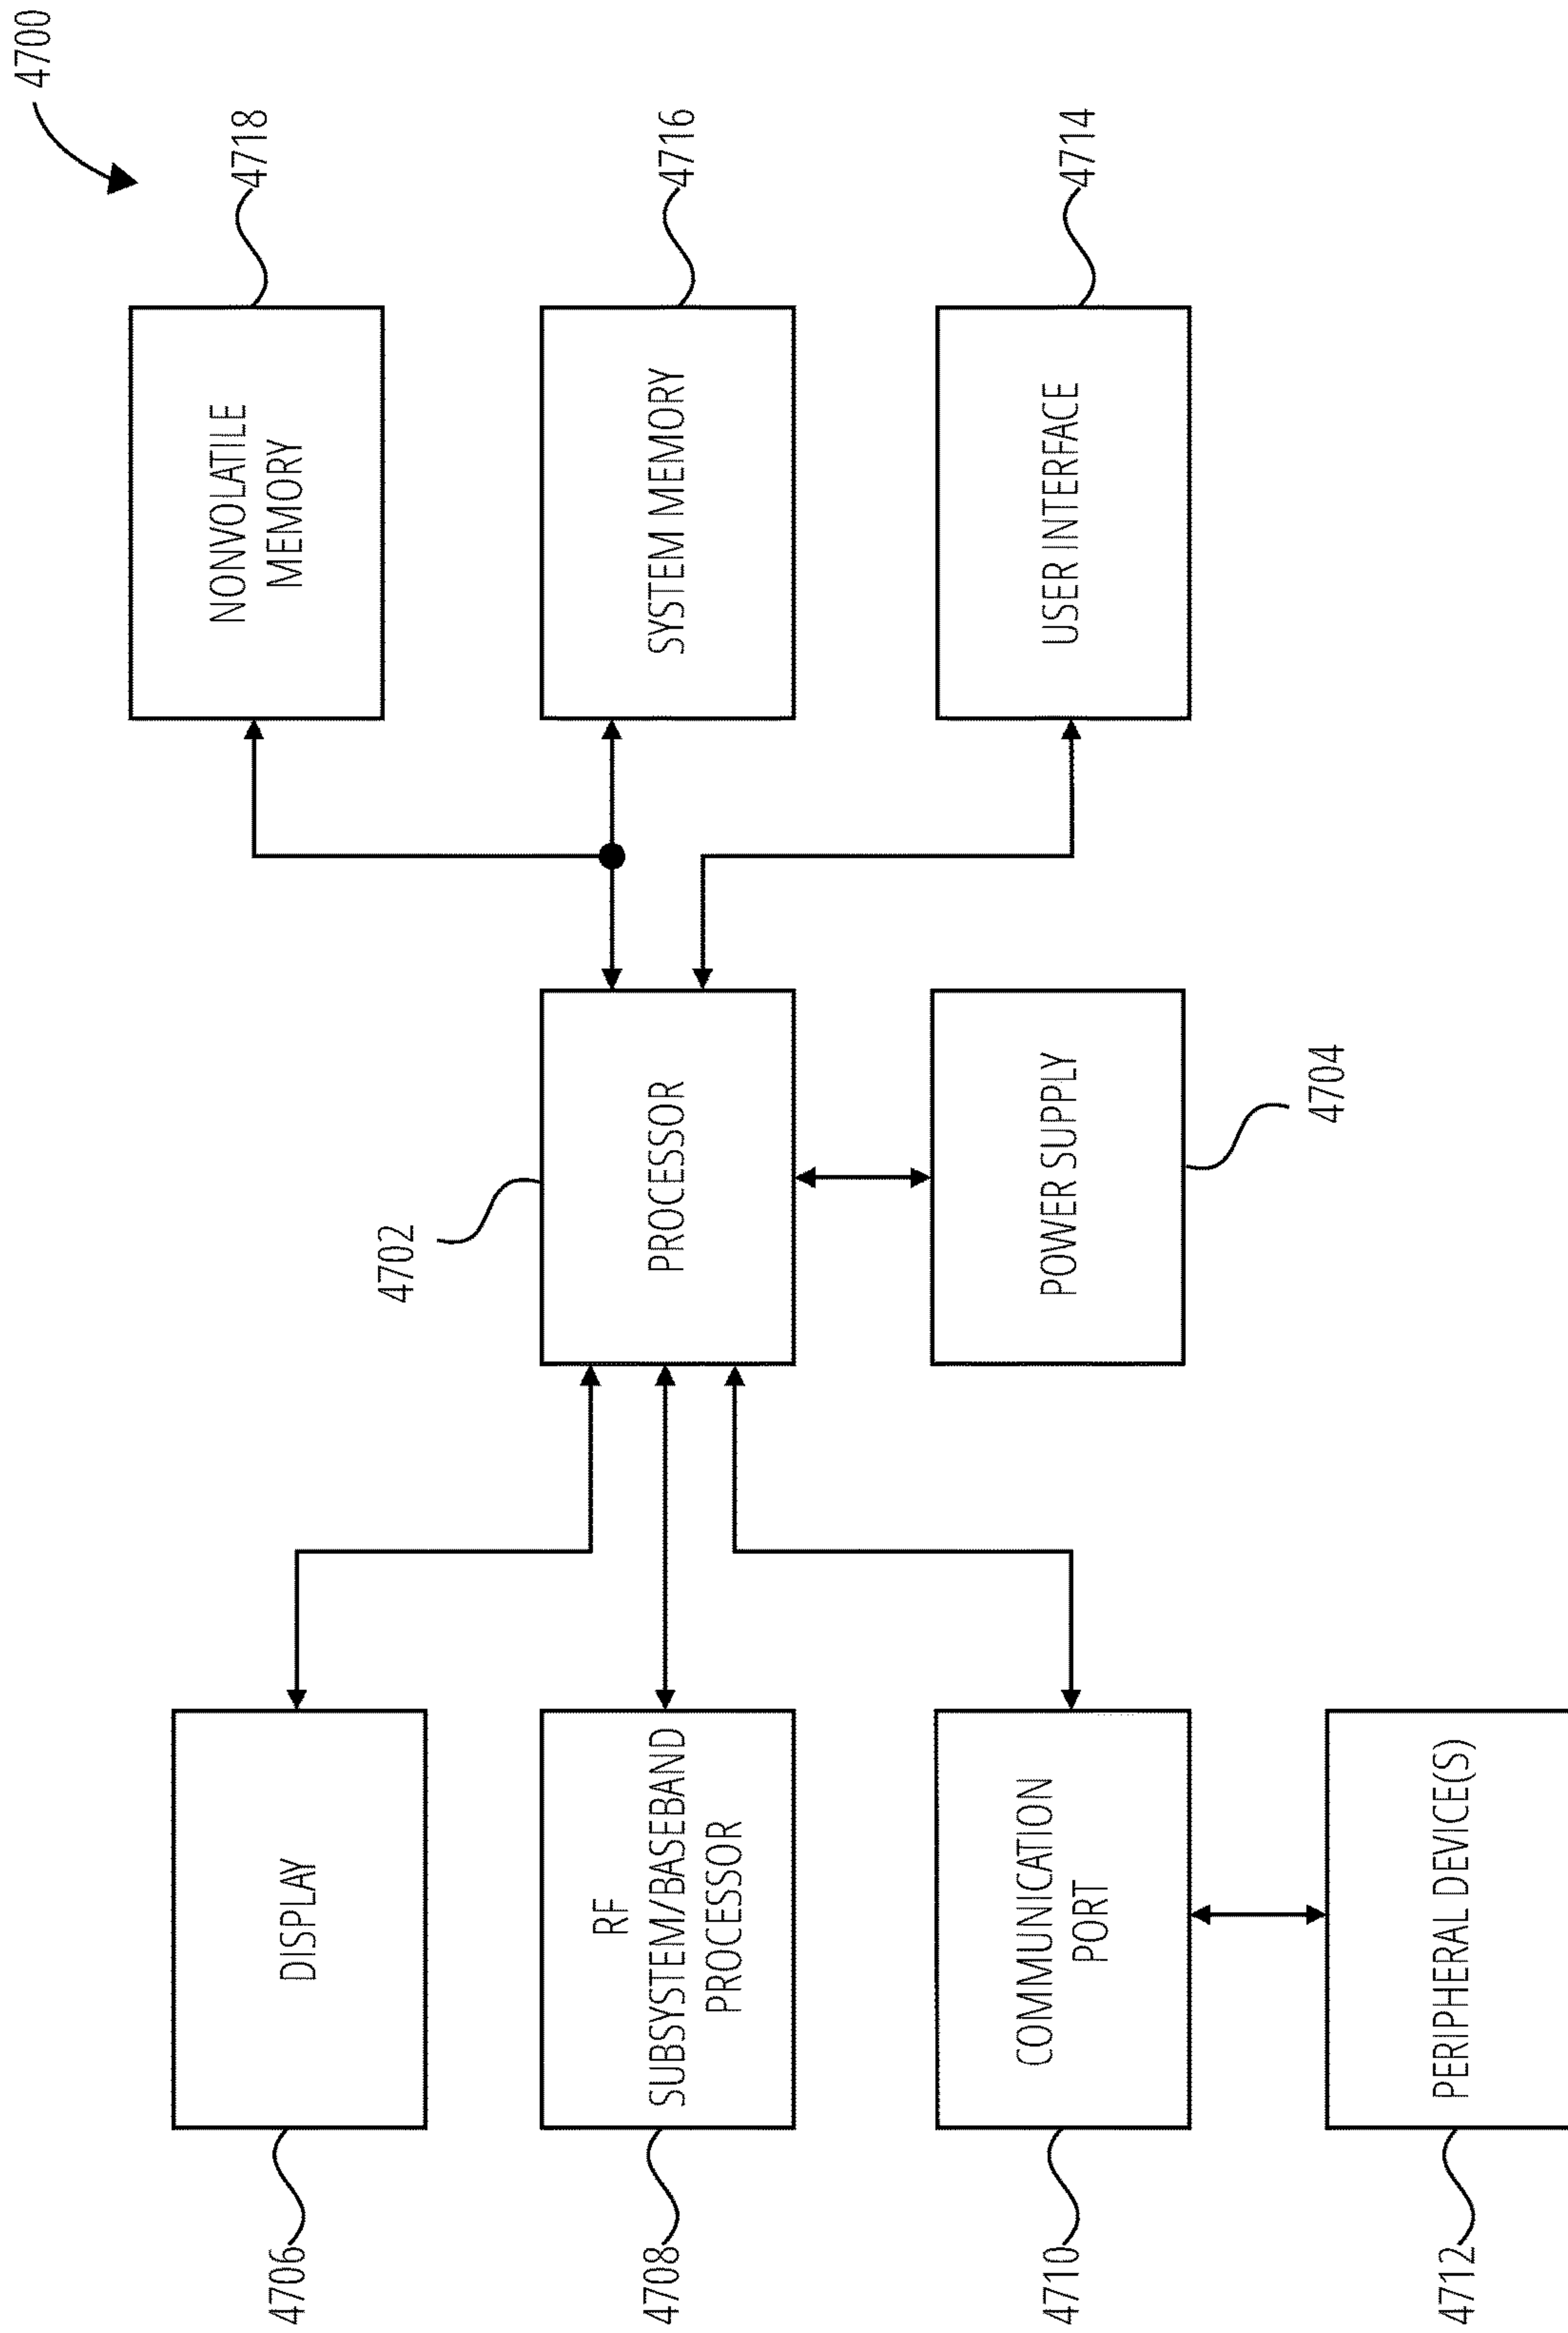 4700
4706
DISPLAY
4708
RF
SUBSYSTEM/BASEBAND
PROCESSOR
4710
COMMUNICATION
PORT
4712
PERIPHERAL DEVICE(S)
4702
PROCESSOR
POWER SUPPLY
4704
NONVOLATILE
MEMORY
4718
SYSTEM MEMORY
4716
USER INTERFACE
4714